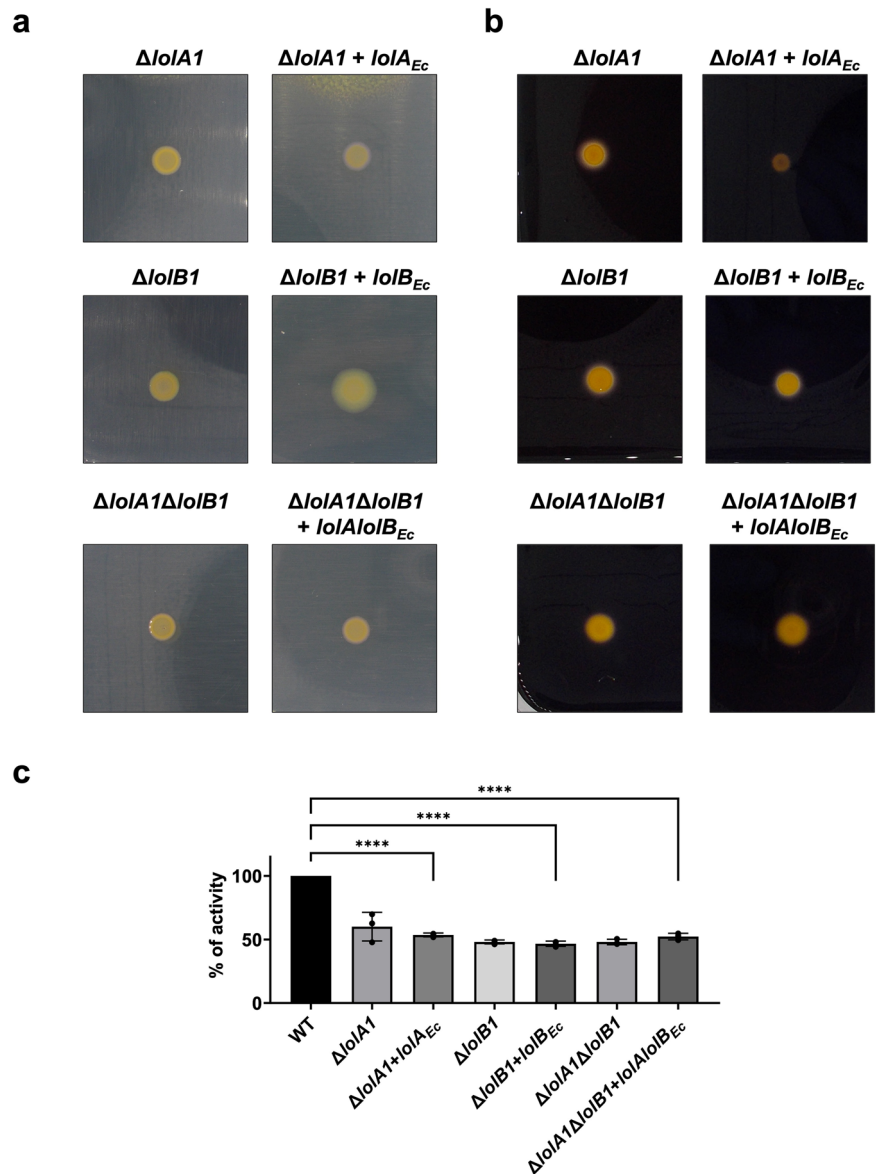 a
b
ΔlolA1
ΔlolA1 + lolAEc
ΔlolA1
ΔlolA1 + lolAEc
ΔlolB1
ΔlolB1 + lolBEc
ΔlolB1
ΔlolB1 + lolBEc
ΔlolA1ΔlolB1
ΔlolA1ΔlolB1
+ lolAlolBEc
ΔlolA1ΔlolB1
ΔlolA1ΔlolB1
+ lolAlolBEc
c
****
****
****
% of activity
100
50
0
WT
ΔlolA1
ΔlolA1+lolAEc
ΔlolB1
ΔlolB1+lolBEc
ΔlolA1ΔlolB1
ΔlolA1ΔlolB1+lolAlolBEc